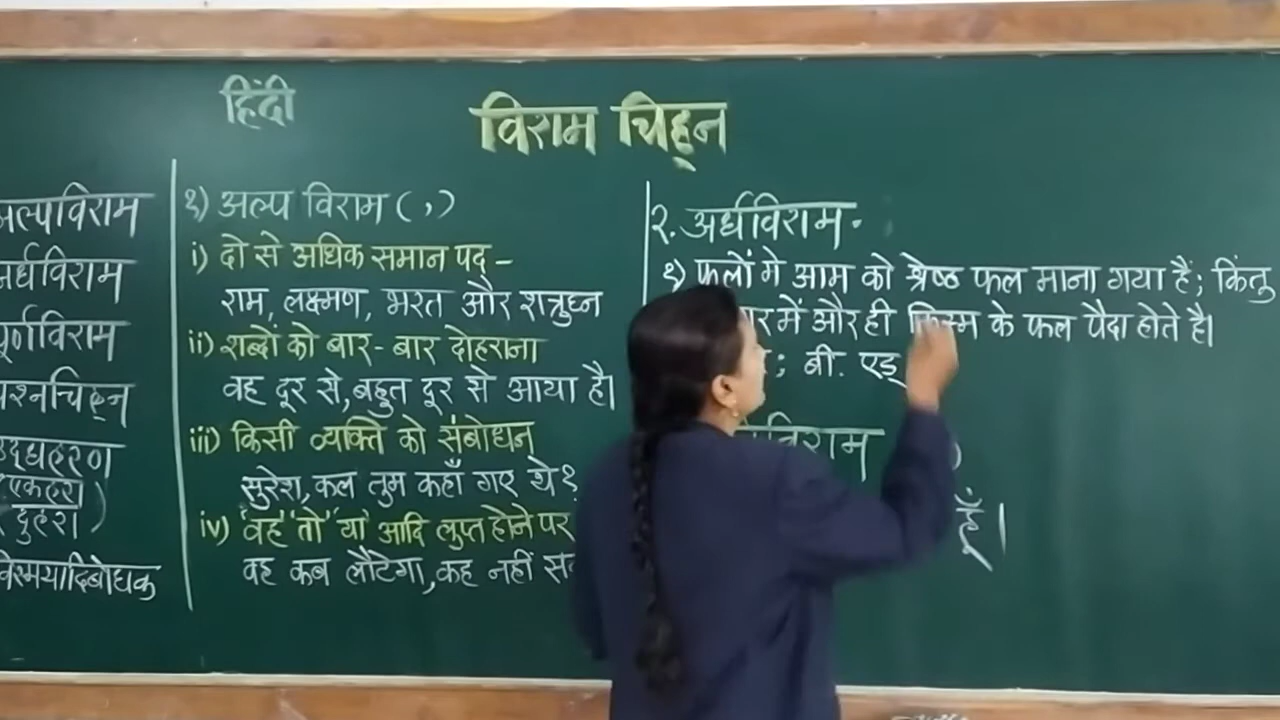 हिंदी
विराम चिह्न
अल्पविराम
अर्धविराम
पूर्णविराम
प्रश्नचिह्न
उद्धहरण
(एकहरा
दुहरा)
विस्मयादिबोधक
१) अल्प विराम (,)
i) दो से अधिक समान पद् -
राम, लक्ष्मण, भरत और शत्रुघ्न
ii) शब्दों को बार-बार दोहराना
वह दूर से, बहुत दूर से आया है।
iii) किसी व्यक्ति को संबोधन
सुरेश, कल तुम कहाँ गए थे?
iv) 'वह' 'तो' 'या' आदि लुप्त होने पर
वह कब लौटेगा, कह नहीं
२. अर्धविराम.
१) फलों में आम को श्रेष्ठ फल माना गया है; किंतु
में और ही किस्म के फल पैदा होते है।
; बी. एड्
विराम )
हूँ।